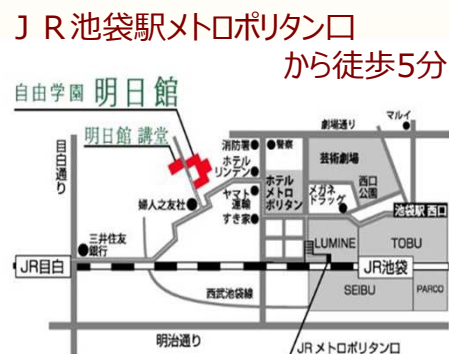 ＪＲ池袋駅メトロポリタン口
から徒歩5分
自由学園 明日館
明日館 講堂
目白通り
劇場通り
マルイ
消防署
警察
ホテル
リンデン
芸術劇場
西口
公園
ホテル
メトロ
ポリ
タン
メガネ
ドラッグ
ヤマト
運輸
すき家
婦人之友社
池袋駅 西口
三井住友
銀行
LUMINE
TOBU
JR目白
JR池袋
西武池袋線
SEIBU
PARCO
明治通り
JRメトロポリタン口